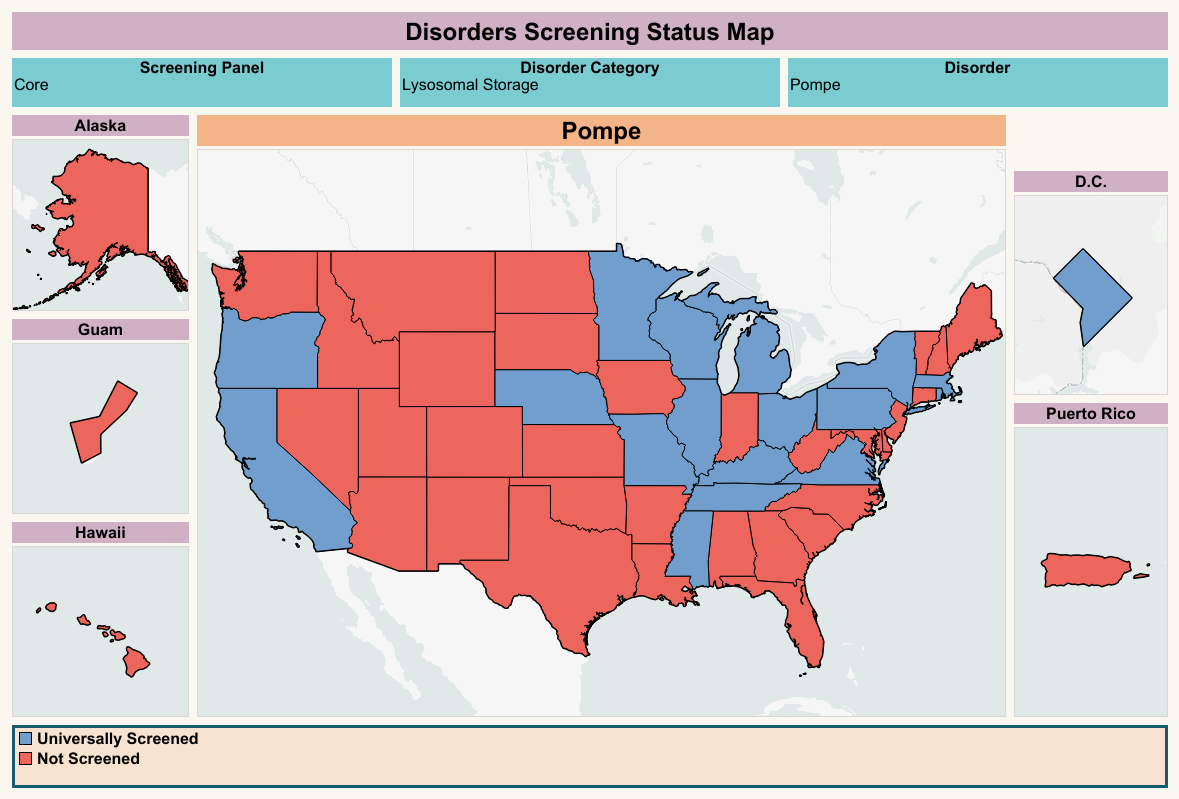 Disorders Screening Status Map
Screening Panel
Core
Disorder Category
Lysosomal Storage
Disorder
Pompe
Alaska
Pompe
D.C.
Guam
Puerto Rico
Hawaii
Universally Screened
Not Screened